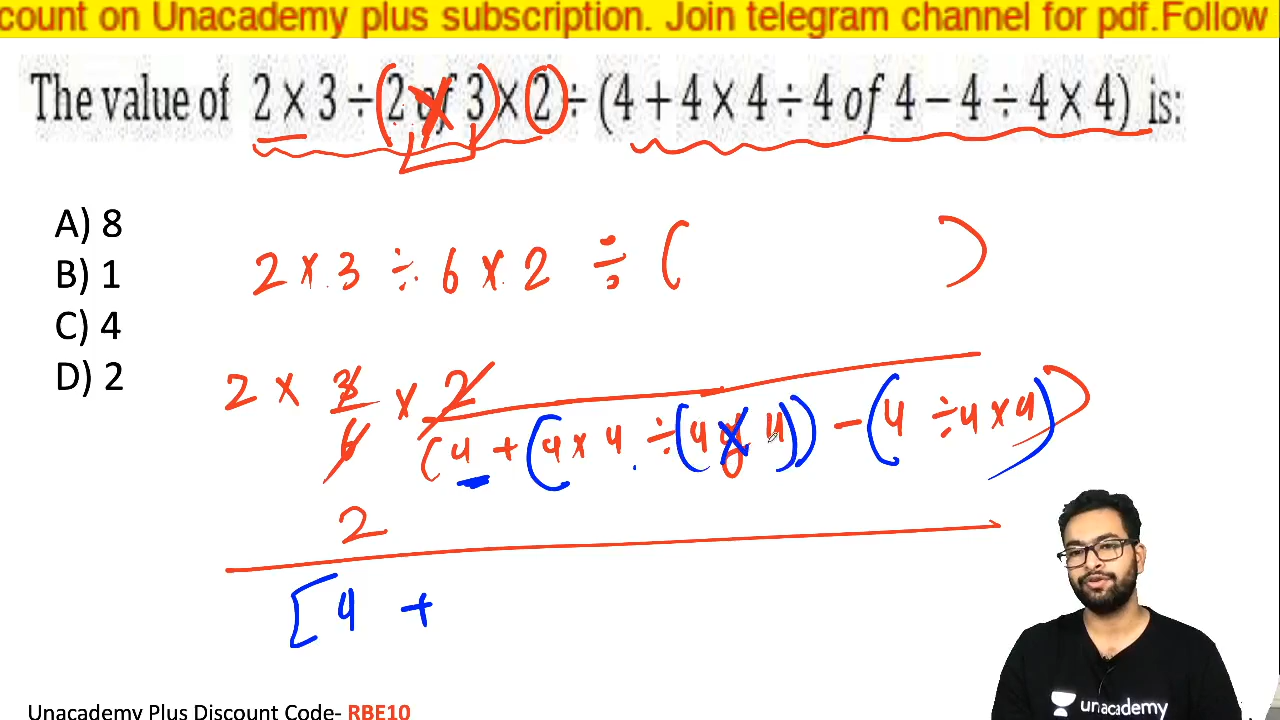 count on Unacademy plus subscription. Join telegram channel for pdf.Follow
The value of 2 × 3 ÷ (2 of 3) × 2 ÷ (4 + 4 × 4 ÷ 4 of 4 − 4 ÷ 4 × 4) is:
A) 8
B) 1
C) 4
D) 2
2 × 3 ÷ 6 × 2 ÷ ( )
2 × 3/6 × 2
(4 + (4 × 4 ÷ (4 × 4)) − (4 ÷ 4 × 4))
2
[4 +
unacademy
Unacademy Plus Discount Code- RBE10